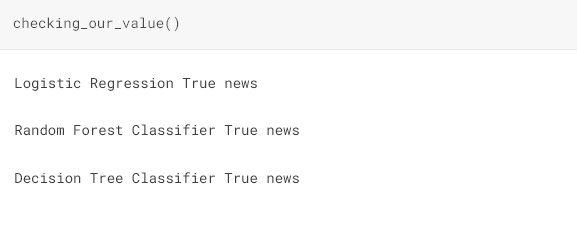 checking_our_value()
Logistic Regression True news
Random Forest Classifier True news
Decision Tree Classifier True news